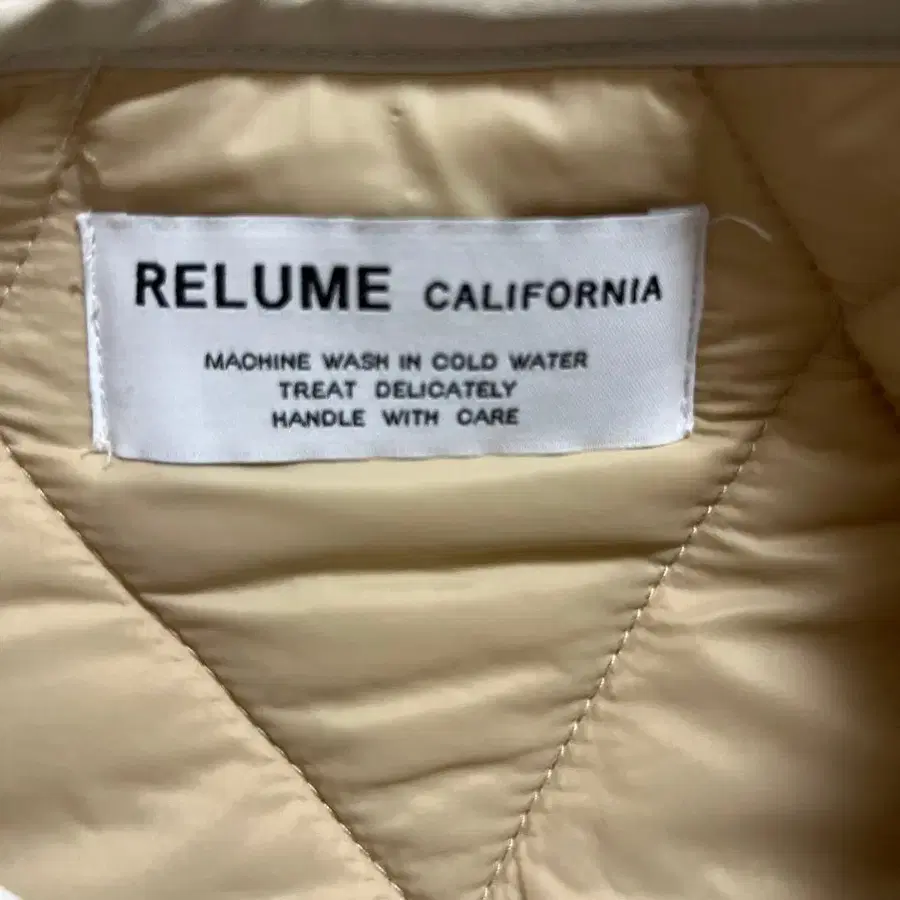 RELUME CALIFORNIA
MACHINE WASH IN COLD WATER
TREAT DELICATELY
HANDLE WITH CARE